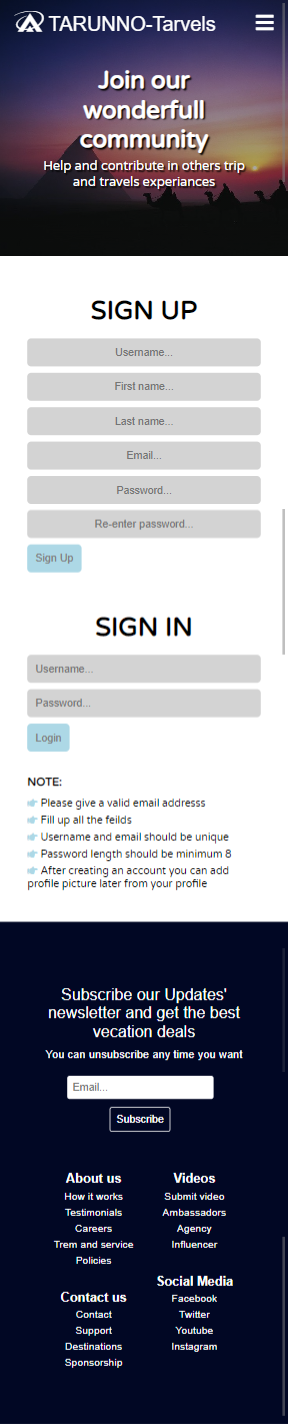 TARUNNO-Tarvels
Join our
wonderfull
community
Help and contribute in others trip
and travels experiances
SIGN UP
Username...
First name...
Last name...
Email...
Password...
Re-enter password...
Sign Up
SIGN IN
Username...
Password...
Login
NOTE:
Please give a valid email addresss
Fill up all the feilds
Username and email should be unique
Password length should be minimum 8
After creating an account you can add
profile picture later from your profile
Subscribe our Updates'
newsletter and get the best
vecation deals
You can unsubscribe any time you want
Email...
Subscribe
About us
How it works
Testimonials
Careers
Trem and service
Policies
Videos
Submit video
Ambassadors
Agency
Influencer
Contact us
Contact
Support
Destinations
Sponsorship
Social Media
Facebook
Twitter
Youtube
Instagram